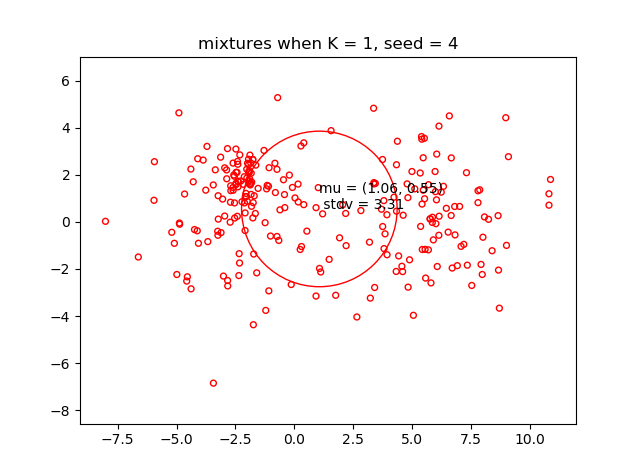 mixtures when K = 1, seed = 4
6
4
2
0
−2
−4
−6
−8
mu = (1.06, 0.55)
stdv = 3.31
−7.5 −5.0 −2.5 0.0 2.5 5.0 7.5 10.0